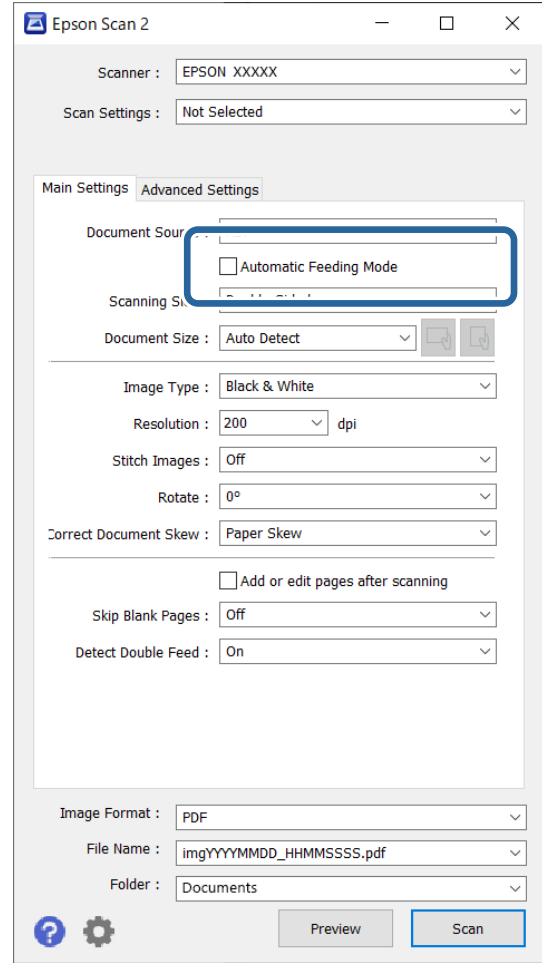 Epson Scan 2
Scanner : EPSON XXXXX
Scan Settings : Not Selected
Main Settings Advanced Settings
Document
Automatic Feeding Mode
Scanning
Document Size : Auto Detect
Image Type : Black & White
Resolution : 200 dpi
Stitch Images : Off
Rotate : 0°
Correct Document Skew : Paper Skew
Add or edit pages after scanning
Skip Blank Pages : Off
Detect Double Feed : On
Image Format : PDF
File Name : imgYYYYMMDD_HHMMSSSS.pdf
Folder : Documents
? Preview Scan